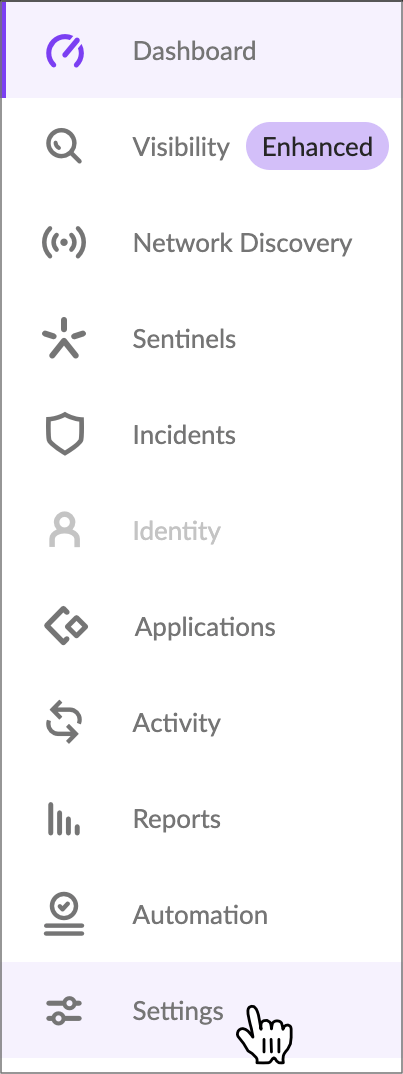 Dashboard
Visibility Enhanced
Network Discovery
Sentinels
Incidents
Identity
Applications
Activity
Reports
Automation
Settings